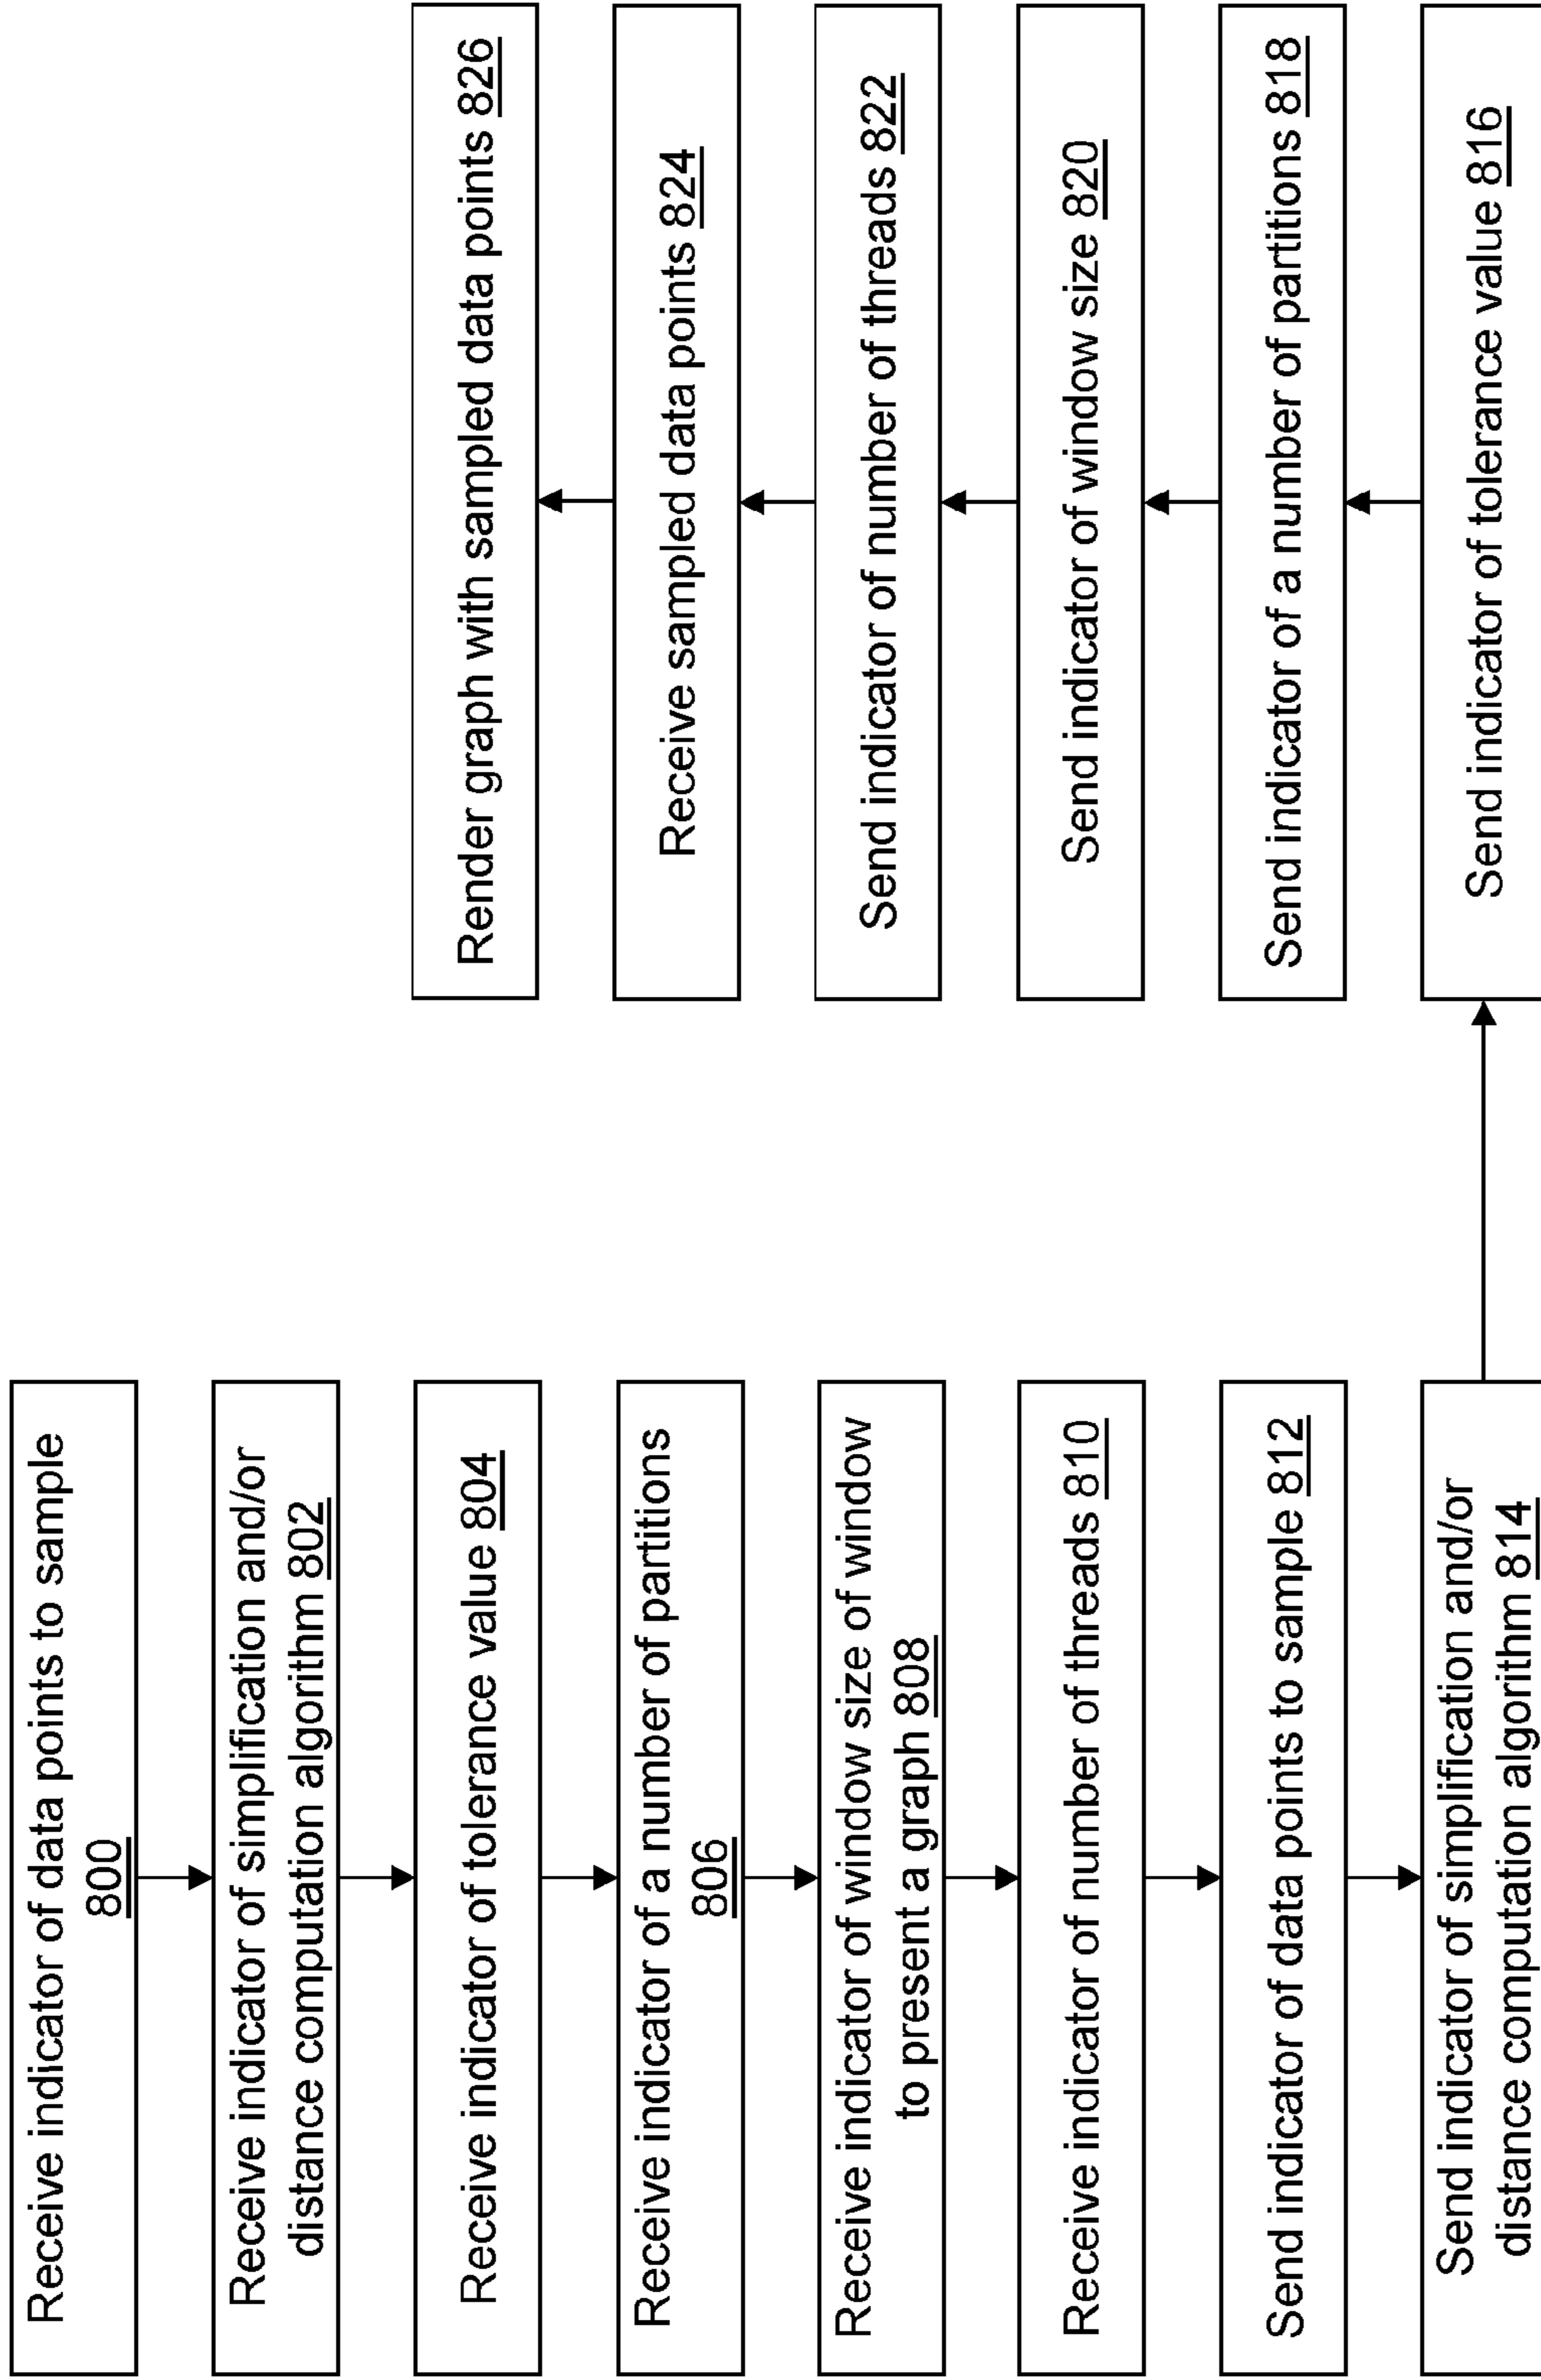 Receive indicator of data points to sample
800
Receive indicator of simplification and/or
distance computation algorithm 802
Receive indicator of tolerance value 804
Receive indicator of a number of partitions
806
Receive indicator of window size of window
to present a graph 808
Receive indicator of number of threads 810
Send indicator of data points to sample 812
Send indicator of simplification and/or
distance computation algorithm 814
Send indicator of tolerance value 816
Send indicator of a number of partitions 818
Send indicator of window size 820
Send indicator of number of threads 822
Receive sampled data points 824
Render graph with sampled data points 826